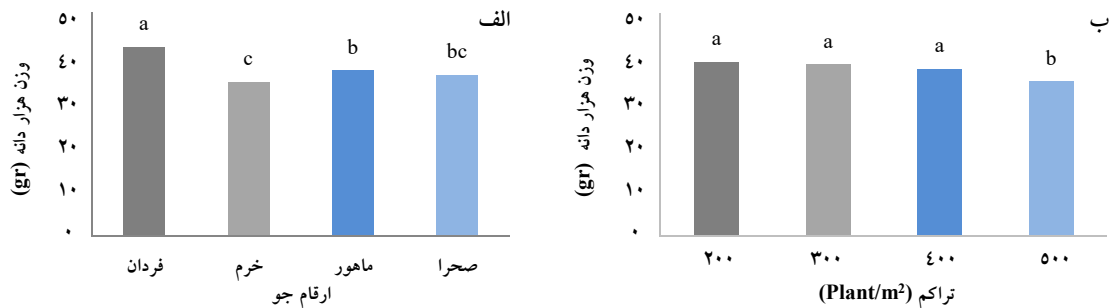 الف
وزن هزار دانه (gr)
۵۰
۴۰
۳۰
۲۰
۱۰
۰
a
c
b
bc
فردان
خرم
ماهور
صحرا
ارقام جو
ب
وزن هزار دانه (gr)
۵۰
۴۰
۳۰
۲۰
۱۰
۰
a
a
a
b
۲۰۰
۳۰۰
٤۰۰
۵۰۰
تراکم (Plant/m²)